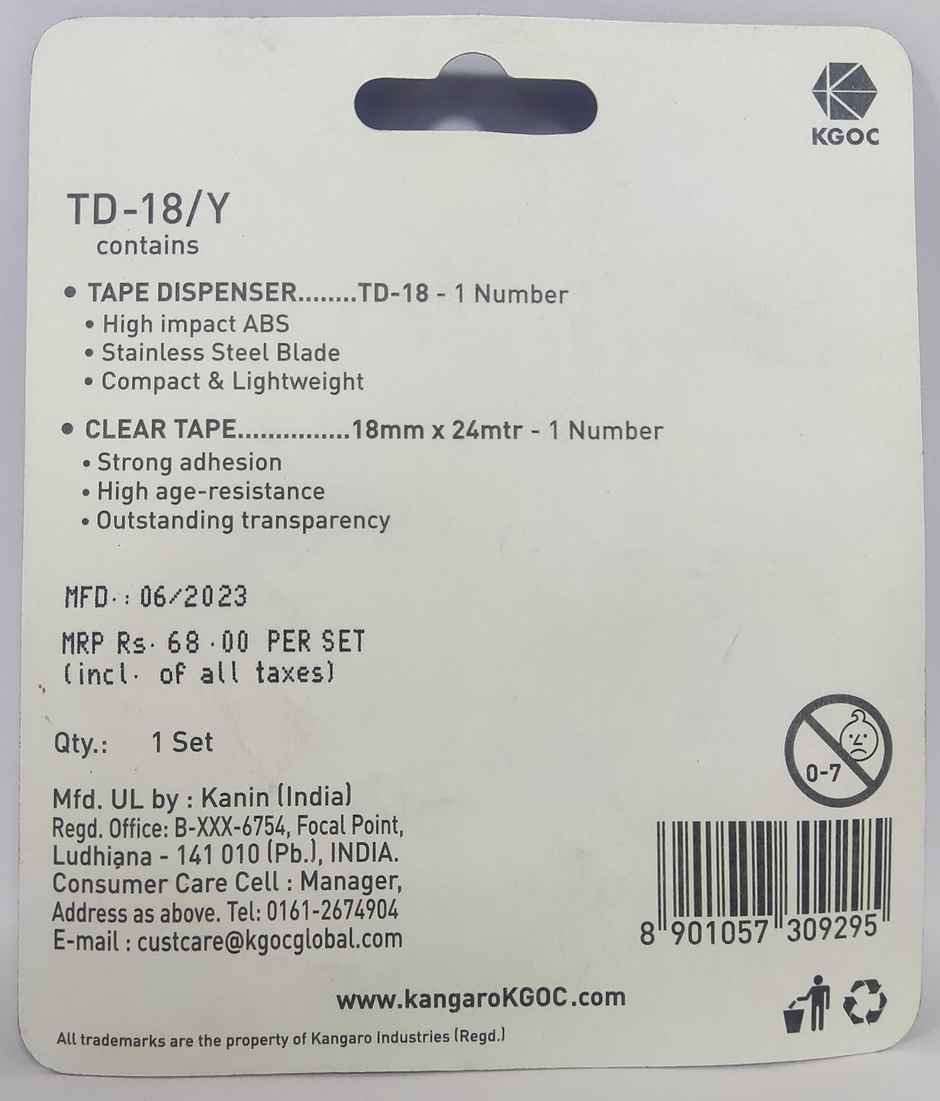 KGOC
TD-18/Y
contains
• TAPE DISPENSER........TD-18 - 1 Number
• High impact ABS
• Stainless Steel Blade
• Compact & Lightweight
• CLEAR TAPE...............18mm x 24mtr - 1 Number
• Strong adhesion
• High age-resistance
• Outstanding transparency
MFD.: 06/2023
MRP Rs. 68.00 PER SET
(incl. of all taxes)
Qty.: 1 Set
0-7
Mfd. UL by : Kanin (India)
Regd. Office: B-XXX-6754, Focal Point,
Ludhiana - 141 010 (Pb.), INDIA.
Consumer Care Cell : Manager,
Address as above. Tel: 0161-2674904
E-mail : custcare@kgocglobal.com
8 901057 309295
www.kangaroKGOC.com
All trademarks are the property of Kangaro Industries (Regd.)